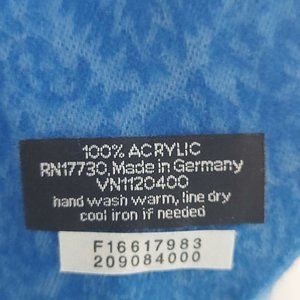 100% ACRYLIC
RN17730, Made in Germany
VN1120400
hand wash warm, line dry
cool iron if needed
F16617983
209084000